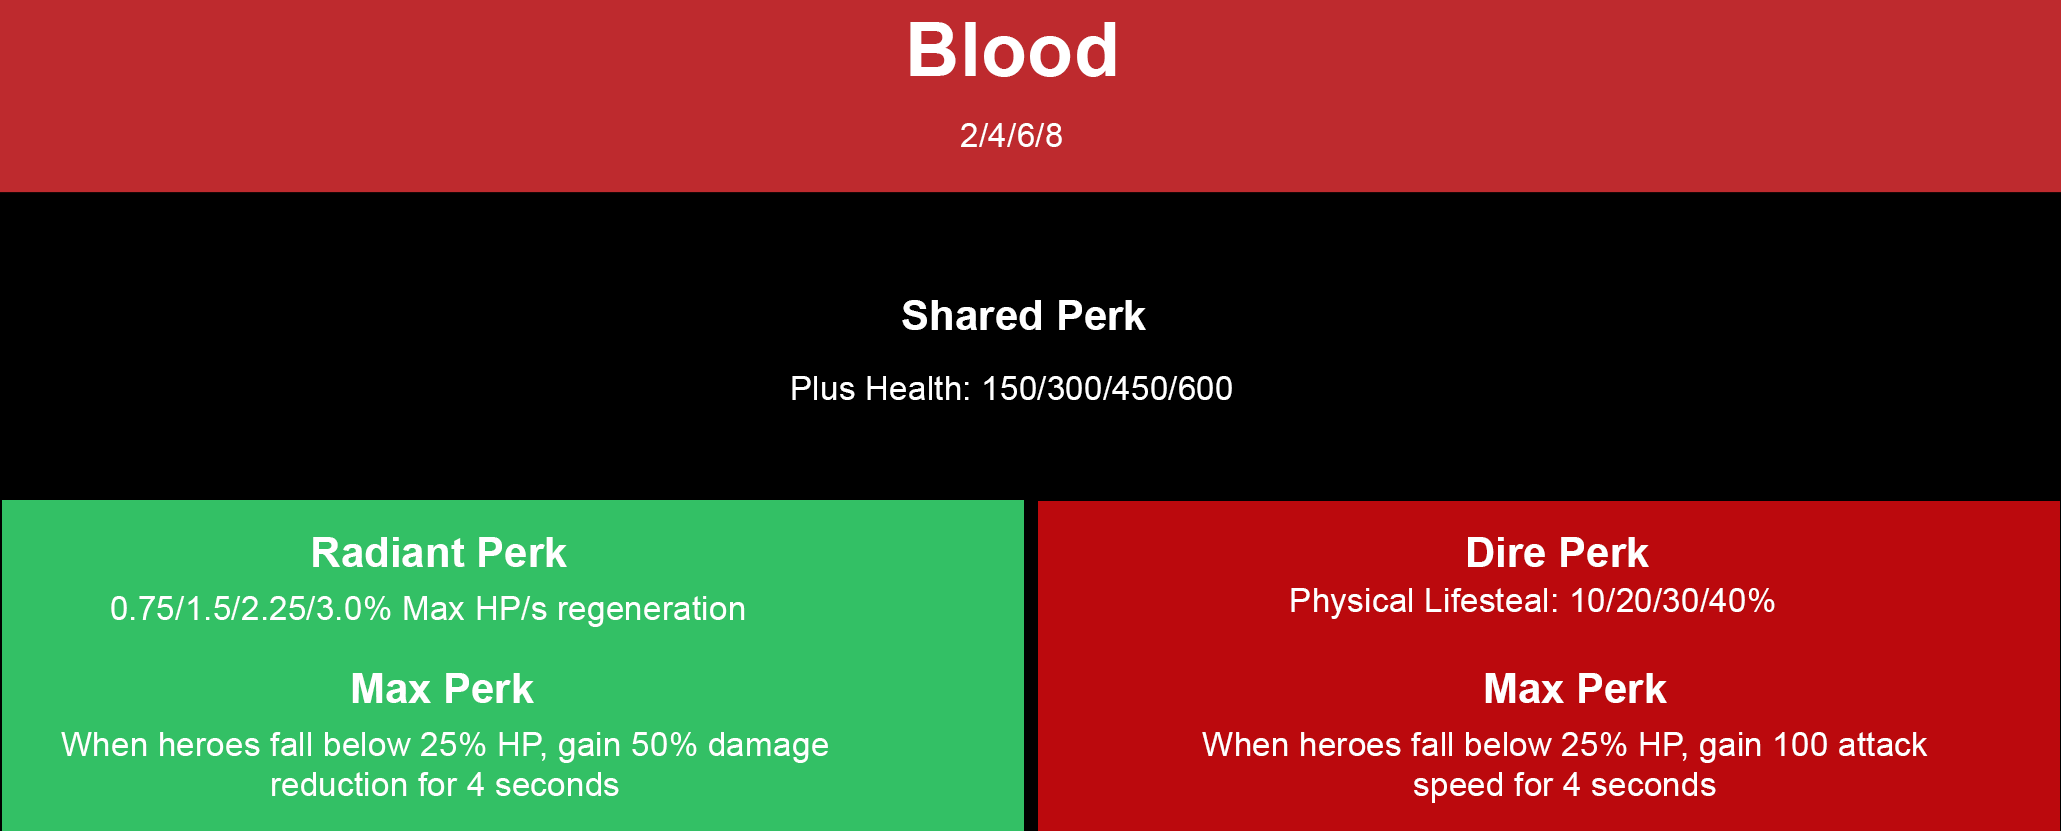 Blood
2/4/6/8
Shared Perk
Plus Health: 150/300/450/600
Radiant Perk
0.75/1.5/2.25/3.0% Max HP/s regeneration
Max Perk
When heroes fall below 25% HP, gain 50% damage
reduction for 4 seconds
Dire Perk
Physical Lifesteal: 10/20/30/40%
Max Perk
When heroes fall below 25% HP, gain 100 attack
speed for 4 seconds